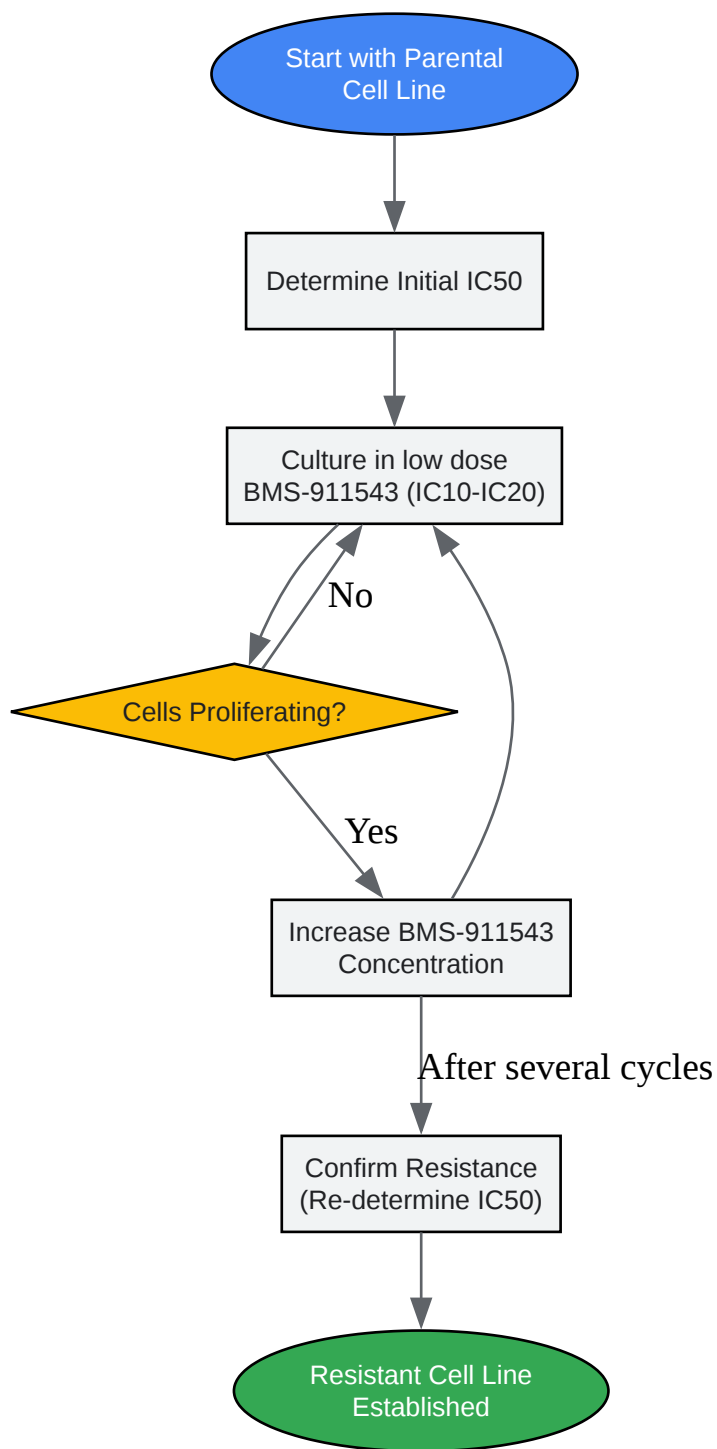 Start with Parental
Cell Line
Determine Initial IC50
Culture in low dose
BMS-911543 (IC10-IC20)
No
Cells Proliferating?
Yes
Increase BMS-911543
Concentration
After several cycles
Confirm Resistance
(Re-determine IC50)
Resistant Cell Line
Established